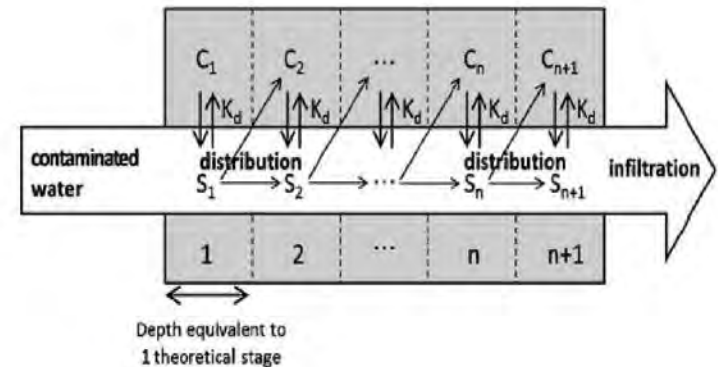 C1 C2 ... Cn Cn+1
Kd Kd Kd Kd Kd
contaminated water
distribution distribution
infiltration
S1 S2 ... Sn Sn+1
1 2 ... n n+1
Depth equivalent to
1 theoretical stage